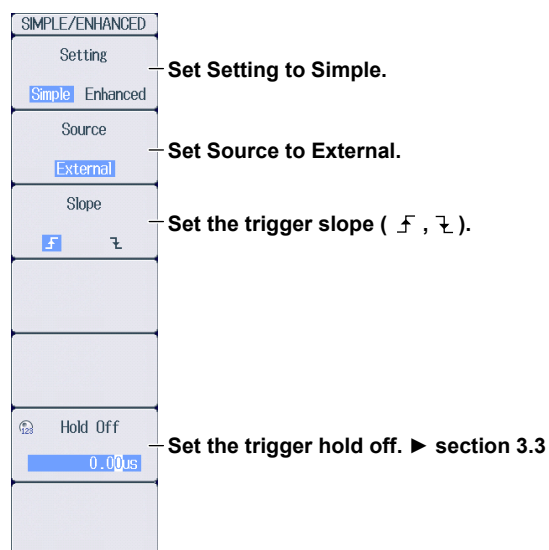 SIMPLE/ENHANCED
Setting
Simple Enhanced
Set Setting to Simple.
Source
External
Set Source to External.
Slope
Set the trigger slope ( , ).
123
Hold Off
0.00us
Set the trigger hold off. ► section 3.3